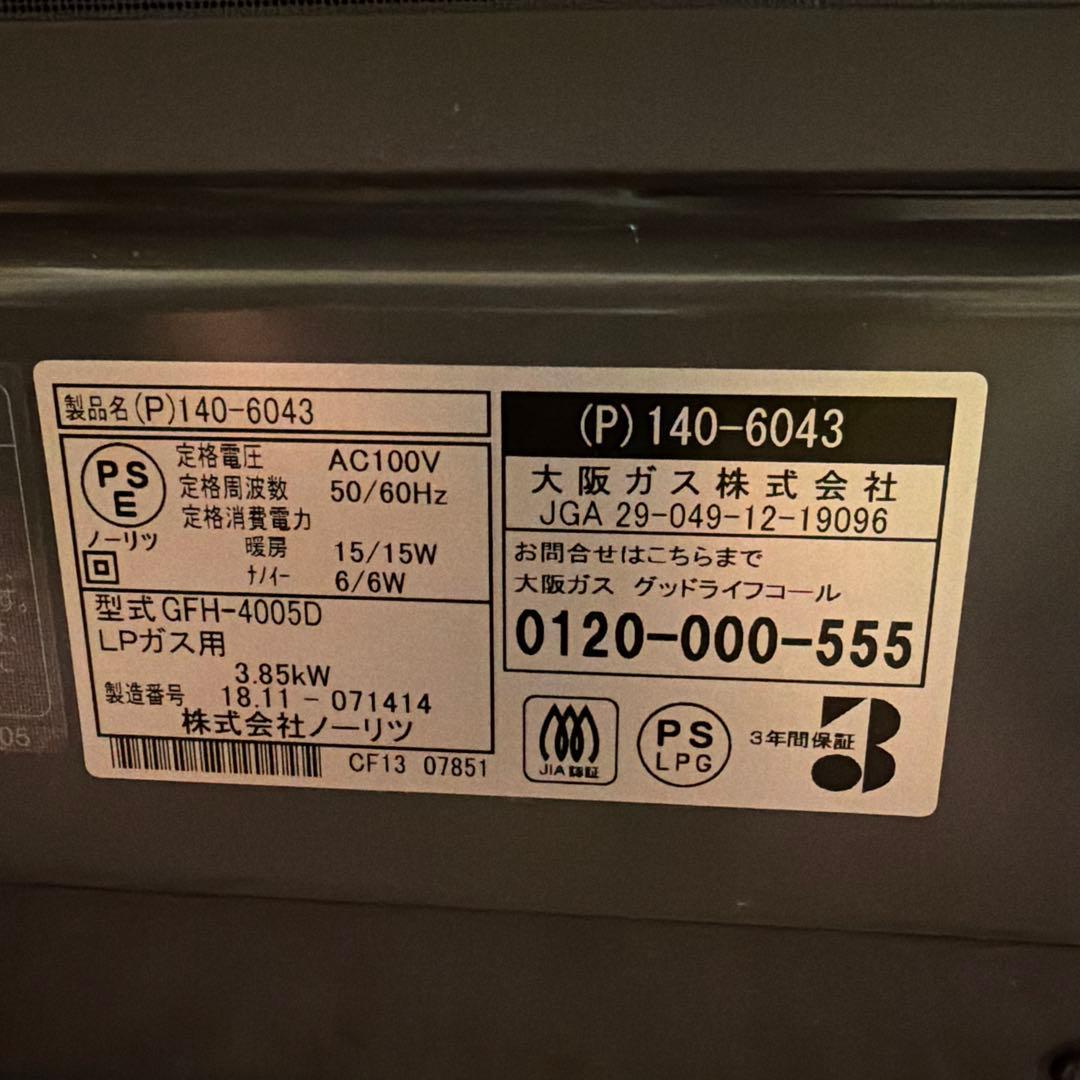 製品名(P)140-6043
PS
E
ノーリツ
定格電圧 AC100V
定格周波数 50/60Hz
定格消費電力
暖房 15/15W
ナノイー 6/6W
型式 GFH-4005D
LPガス用
3.85kW
製造番号 18.11-071414
株式会社ノーリツ
CF13 07851
(P)140-6043
大阪ガス株式会社
JGA 29-049-12-19096
お問合せはこちらまで
大阪ガス グッドライフコール
0120-000-555
JIA認証
PS
LPG
3年間保証
3
す。
05